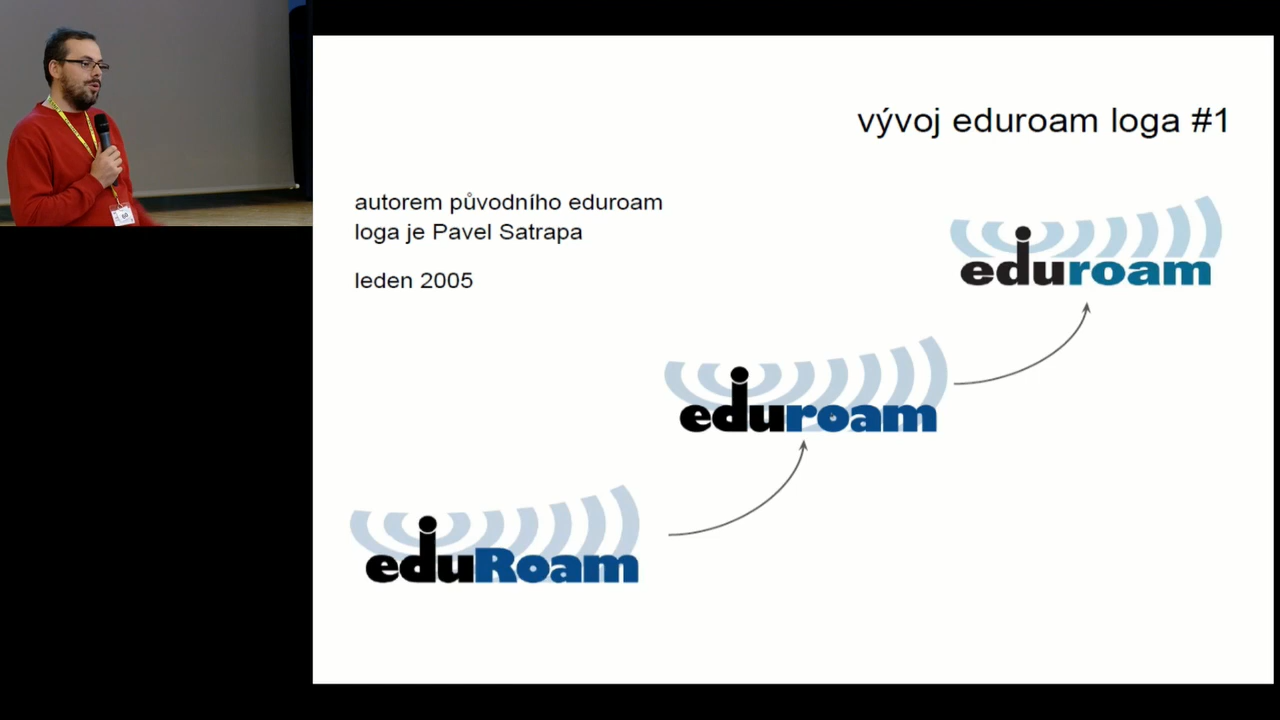 vývoj eduroam loga #1
autorem původního eduroam
loga je Pavel Satrapa
leden 2005
eduroam
eduroam
eduRoam